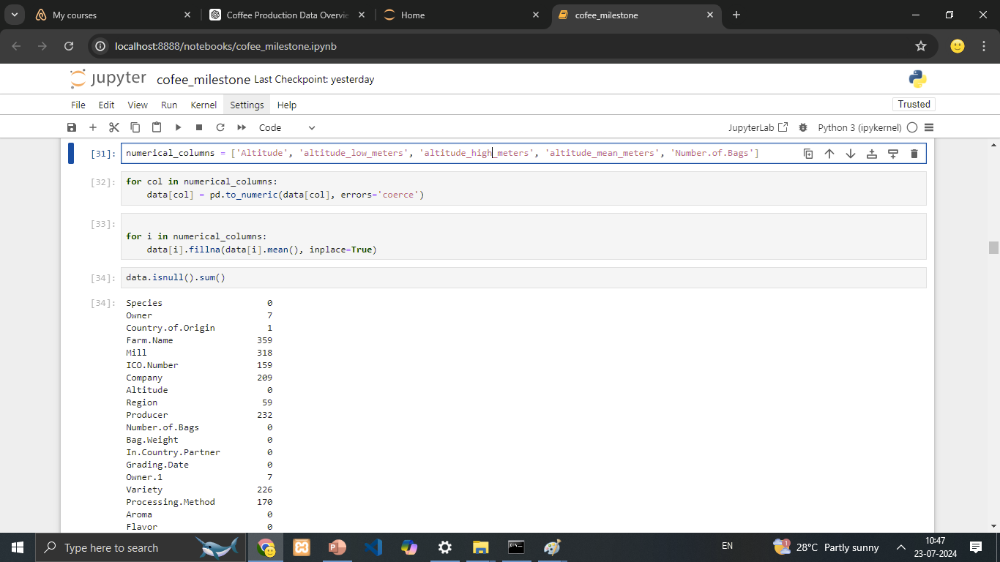 My courses
Coffee Production Data Overvie
Home
cofee_milestone
localhost:8888/notebooks/cofee_milestone.ipynb
jupyter cofee_milestone Last Checkpoint: yesterday
File Edit View Run Kernel Settings Help
Trusted
Code
JupyterLab
Python 3 (ipykernel)
[31]: numerical_columns = ['Altitude', 'altitude_low_meters', 'altitude_high_meters', 'altitude_mean_meters', 'Number.of.Bags']
[32]: for col in numerical_columns:
    data[col] = pd.to_numeric(data[col], errors='coerce')
[33]:
for i in numerical_columns:
    data[i].fillna(data[i].mean(), inplace=True)
[34]: data.isnull().sum()
[34]: Species 0
Owner 7
Country.of.Origin 1
Farm.Name 359
Mill 318
ICO.Number 159
Company 209
Altitude 0
Region 59
Producer 232
Number.of.Bags 0
Bag.Weight 0
In.Country.Partner 0
Grading.Date 0
Owner.1 7
Variety 226
Processing.Method 170
Aroma 0
Flavor 0
Type here to search
EN
28°C Partly sunny
10:47
23-07-2024